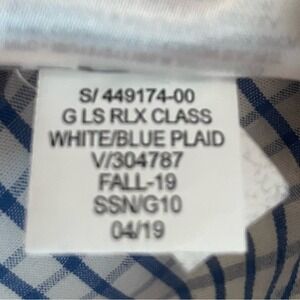 S/ 449174-00
G LS RLX CLASS
WHITE/BLUE PLAID
V/304787
FALL-19
SSN/G10
04/19